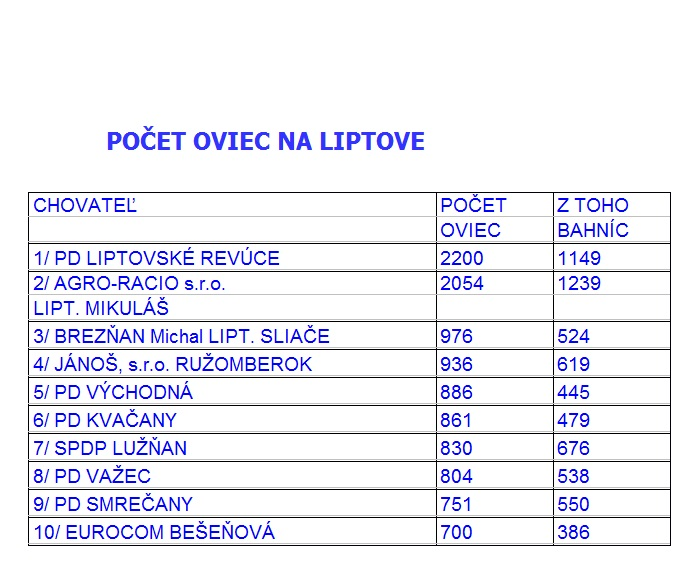 POČET OVIEC NA LIPTOVE
CHOVATEĽ POČET Z TOHO
OVIEC BAHNÍC
1/ PD LIPTOVSKÉ REVÚCE 2200 1149
2/ AGRO-RACIO s.r.o. 2054 1239
LIPT. MIKULÁŠ
3/ BREZŇAN Michal LIPT. SLIAČE 976 524
4/ JÁNOŠ, s.r.o. RUŽOMBEROK 936 619
5/ PD VÝCHODNÁ 886 445
6/ PD KVAČANY 861 479
7/ SPDP LUŽŇAN 830 676
8/ PD VAŽEC 804 538
9/ PD SMREČANY 751 550
10/ EUROCOM BEŠEŇOVÁ 700 386